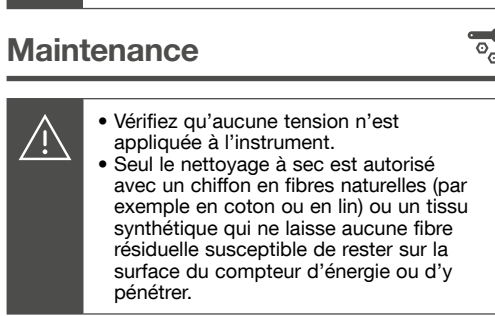 Maintenance
• Vérifiez qu'aucune tension n'est
appliquée à l'instrument.
• Seul le nettoyage à sec est autorisé
avec un chiffon en fibres naturelles (par
exemple en coton ou en lin) ou un tissu
synthétique qui ne laisse aucune fibre
résiduelle susceptible de rester sur la
surface du compteur d'énergie ou d'y
pénétrer.